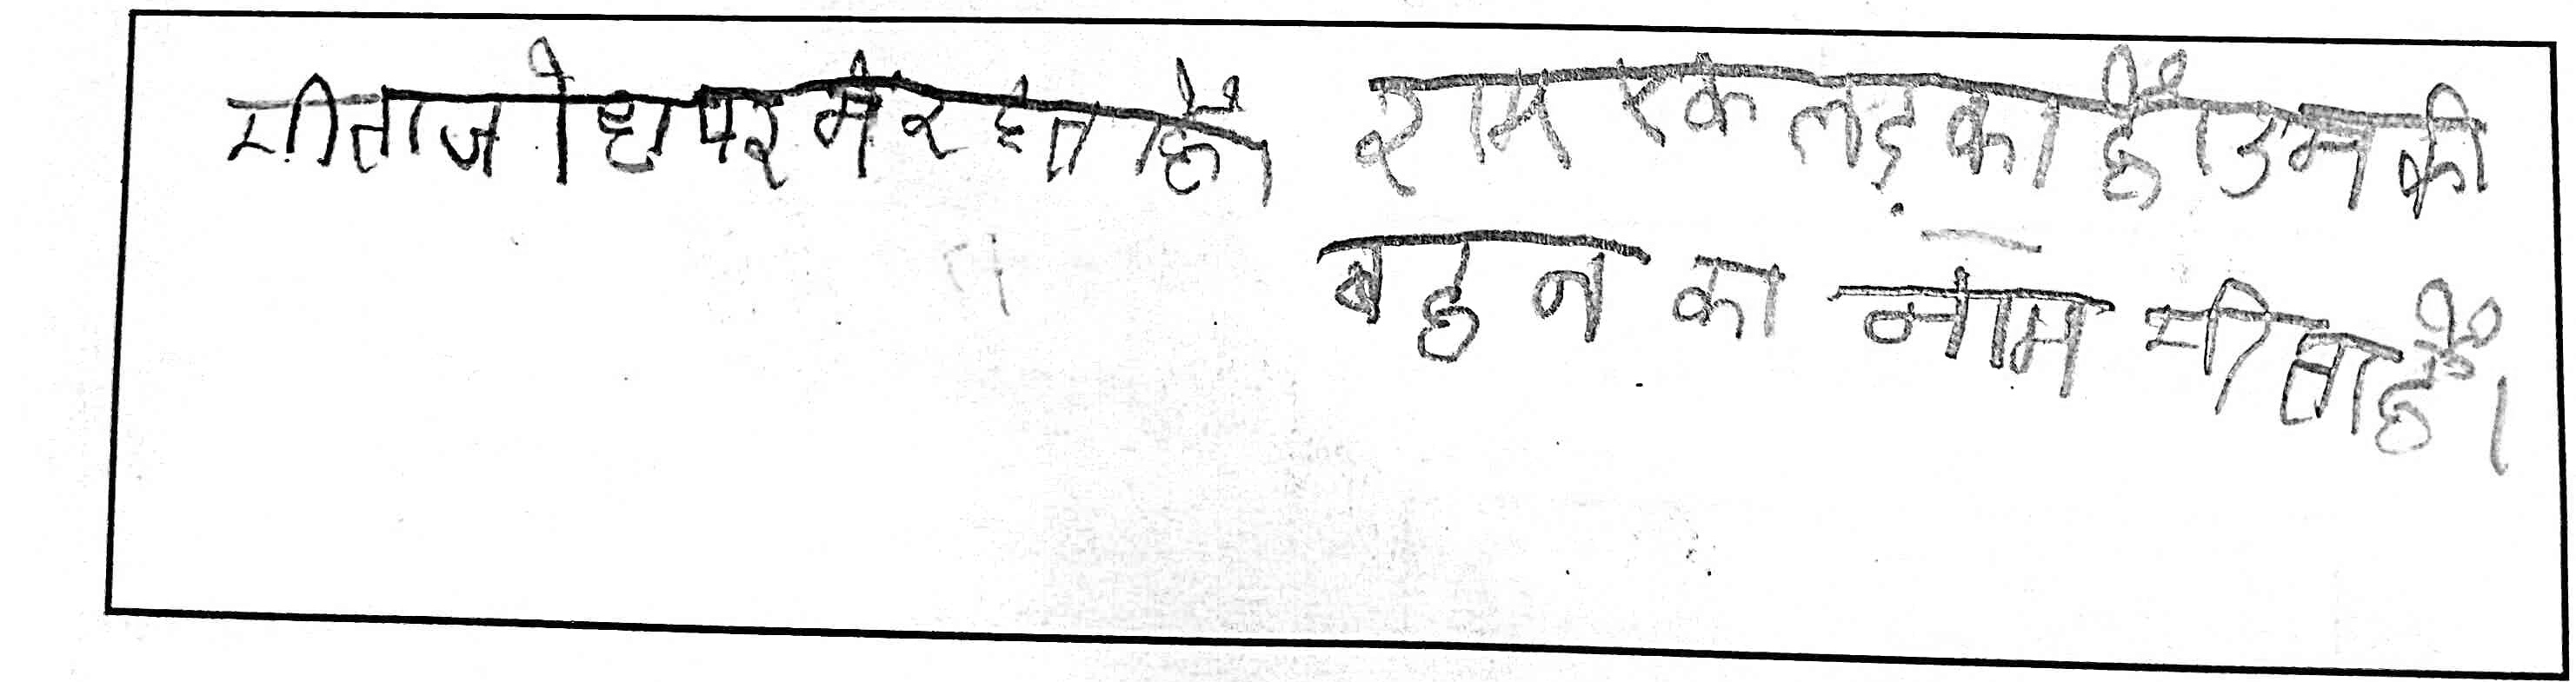 मीता जोधपुर में रहता है। राम एक लड़का है। उसकी
बहन का नाम मीता है।